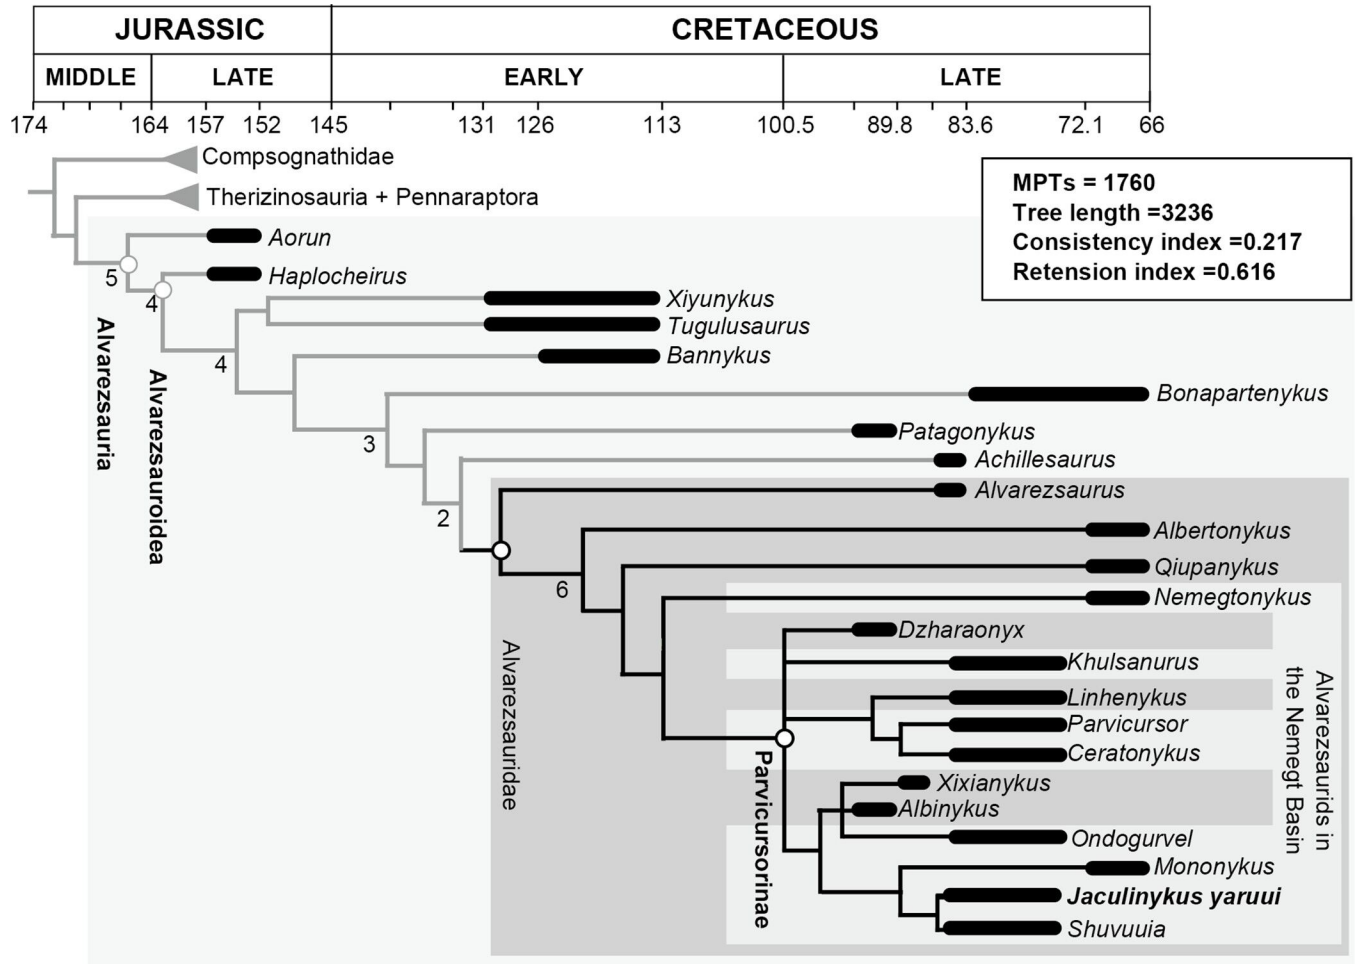 JURASSIC CRETACEOUS
MIDDLE LATE EARLY LATE
174 164 157 152 145 131 126 113 100.5 89.8 83.6 72.1 66
Compsognathidae
Therizinosauria + Pennaraptora
MPTs = 1760
Tree length =3236
Consistency index =0.217
Retension index =0.616
Aorun
5
Haplocheirus
4
Xiyunykus
Tugulusaurus
Bannykus
4
Bonapartenykus
Patagonykus
3
Achillesaurus
Alvarezsaurus
2
Albertonykus
Qiupanykus
6
Nemegtonykus
Dzharaonyx
Khulsanurus
Linhenykus
Parvicursor
Ceratonykus
Xixianykus
Albinykus
Ondogurvel
Mononykus
Jaculinykus yaruui
Shuvuuia
Alvarezsauria
Alvarezsauroidea
Alvarezsauridae
Parvicursorinae
Alvarezsaurids in
the Nemegt Basin